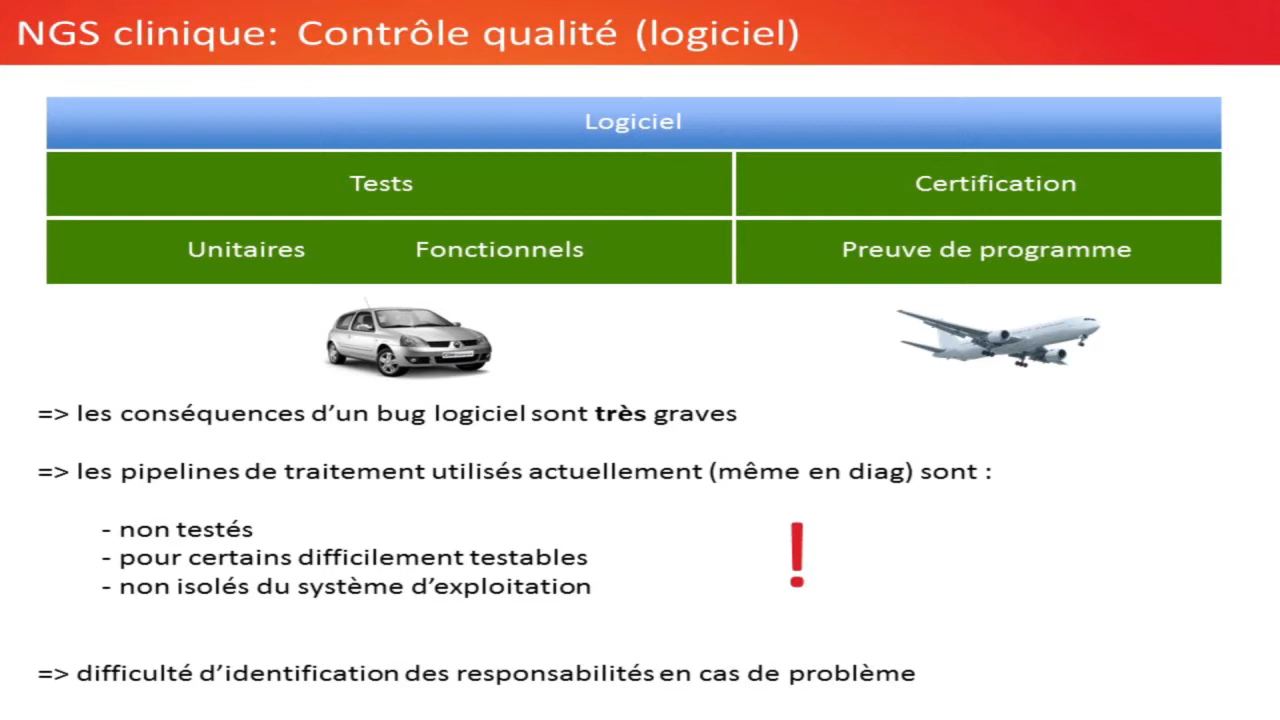 NGS clinique: Contrôle qualité (logiciel)
Logiciel
Tests
Certification
Unitaires
Fonctionnels
Preuve de programme
=> les conséquences d’un bug logiciel sont très graves
=> les pipelines de traitement utilisés actuellement (même en diag) sont :
- non testés
- pour certains difficilement testables
- non isolés du système d’exploitation
!
=> difficulté d’identification des responsabilités en cas de problème